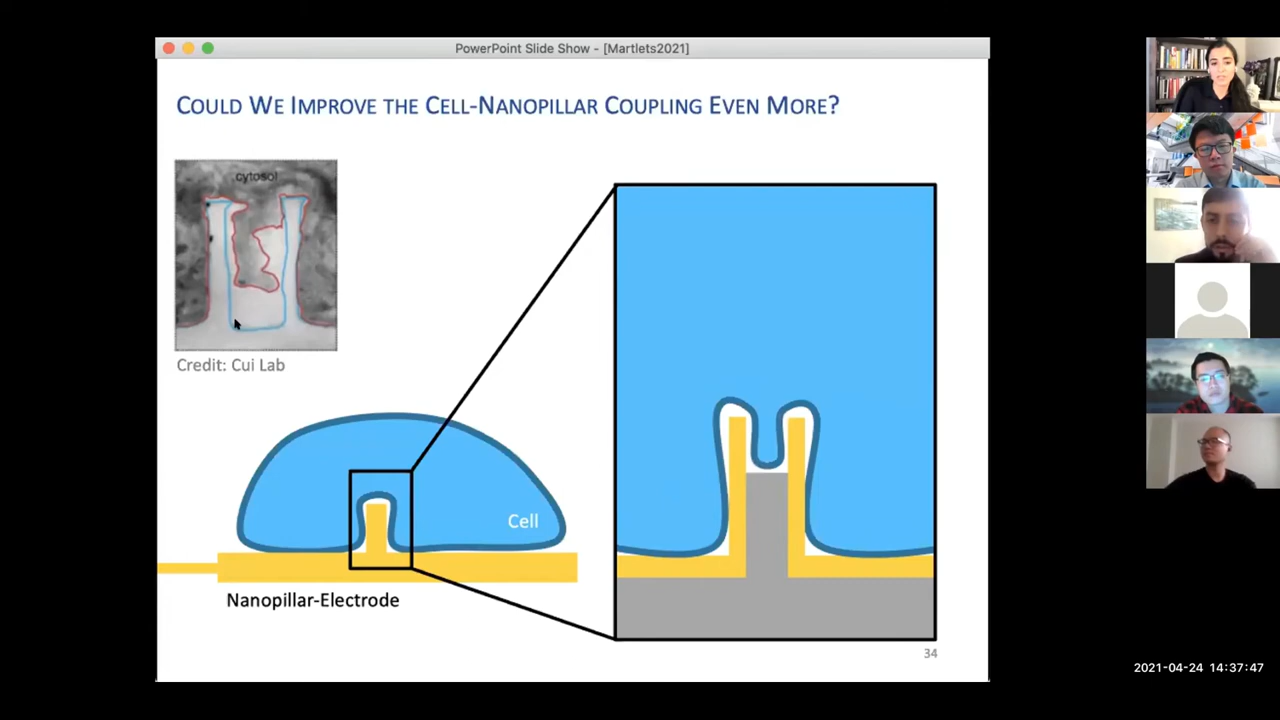 PowerPoint Slide Show - [Martlets2021]
COULD WE IMPROVE THE CELL-NANOPILLAR COUPLING EVEN MORE?
cytosol
Credit: Cui Lab
Cell
Nanopillar-Electrode
34
2021-04-24 14:37:47